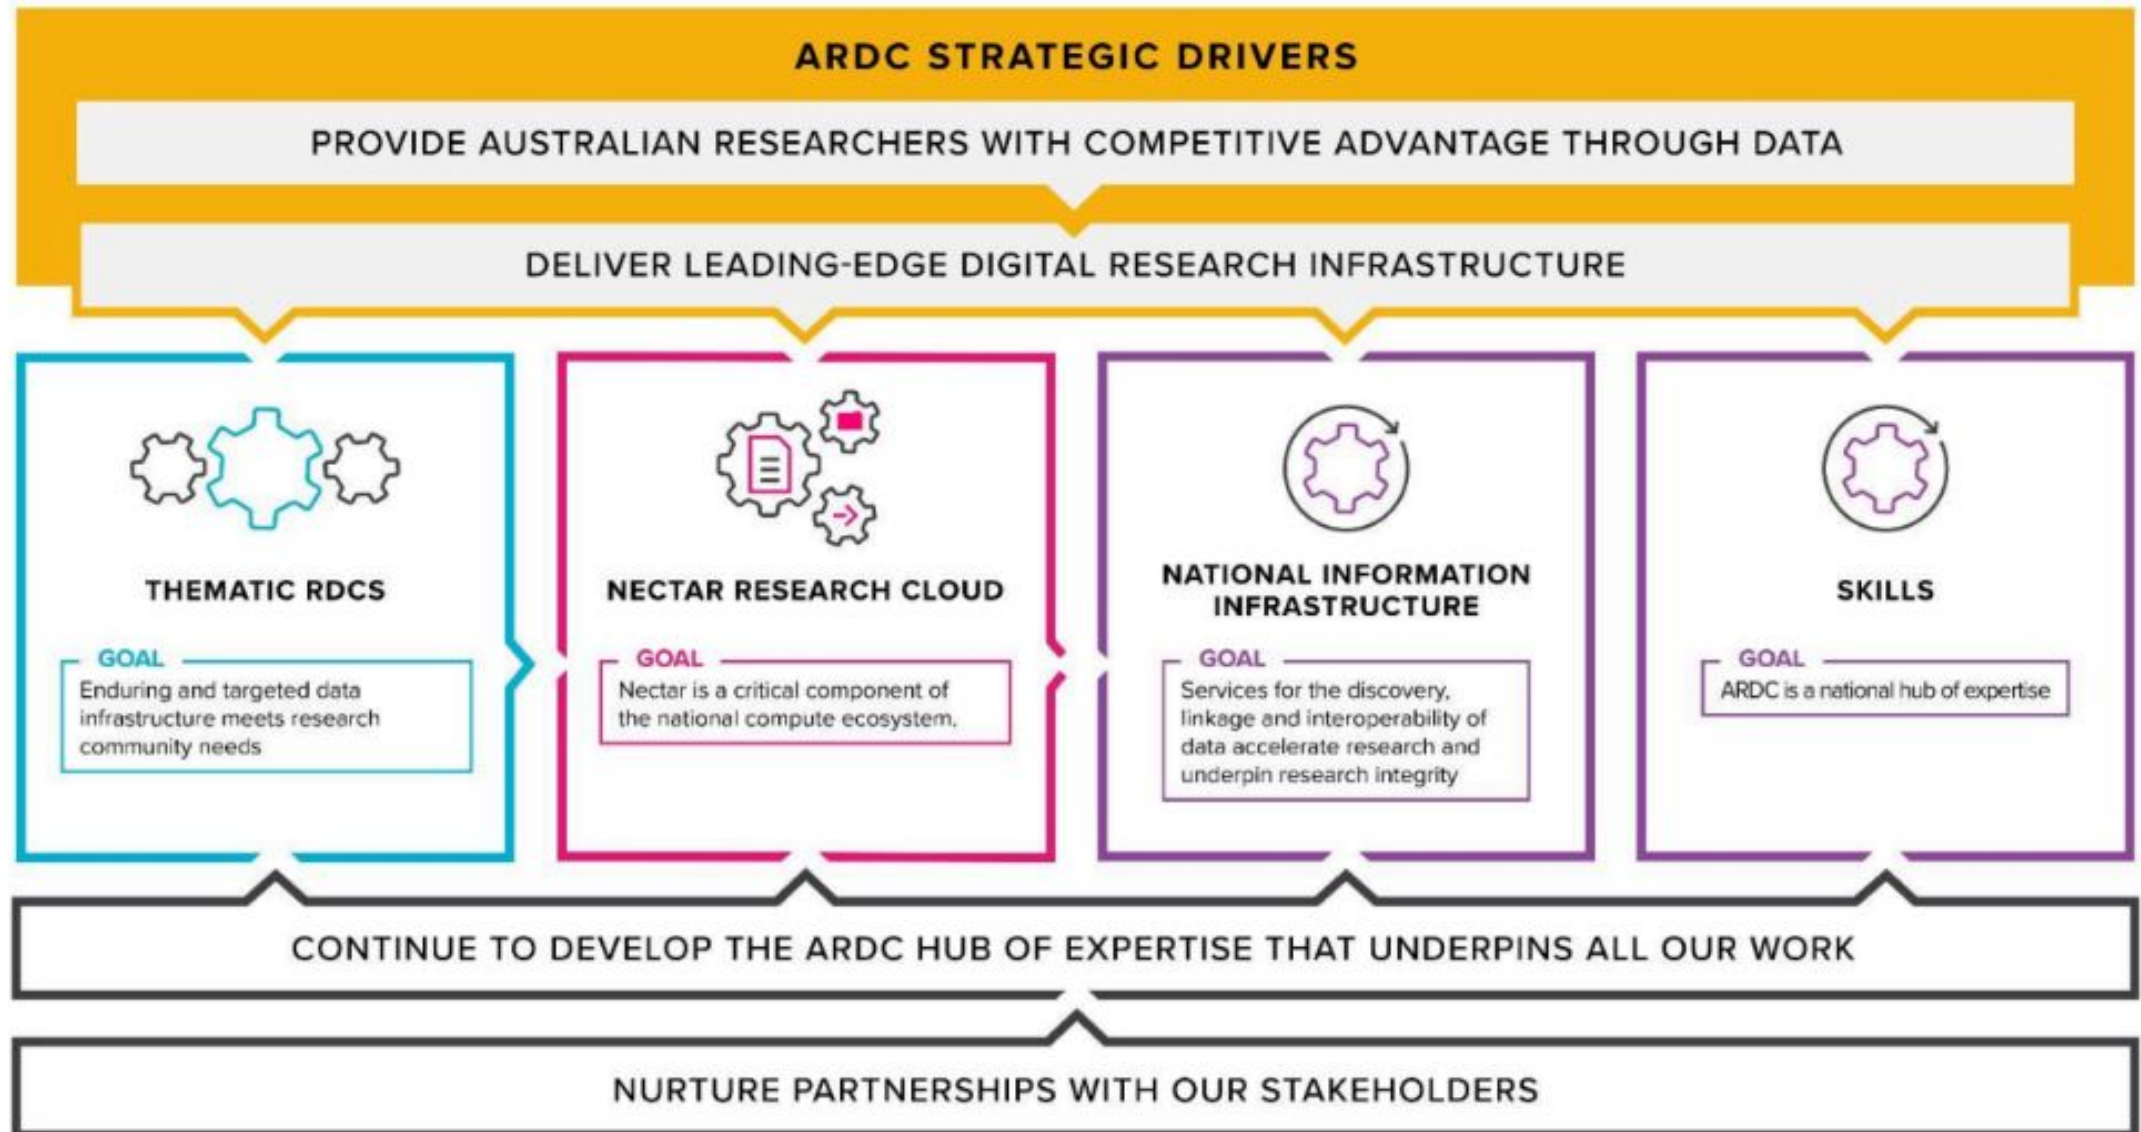 ARDC STRATEGIC DRIVERS
PROVIDE AUSTRALIAN RESEARCHERS WITH COMPETITIVE ADVANTAGE THROUGH DATA
DELIVER LEADING-EDGE DIGITAL RESEARCH INFRASTRUCTURE
THEMATIC RDCS
GOAL
Enduring and targeted data
infrastructure meets research
community needs
NECTAR RESEARCH CLOUD
GOAL
Nectar is a critical component of
the national compute ecosystem.
NATIONAL INFORMATION
INFRASTRUCTURE
GOAL
Services for the discovery,
linkage and interoperability of
data accelerate research and
underpin research integrity
SKILLS
GOAL
ARDC is a national hub of expertise
CONTINUE TO DEVELOP THE ARDC HUB OF EXPERTISE THAT UNDERPINS ALL OUR WORK
NURTURE PARTNERSHIPS WITH OUR STAKEHOLDERS